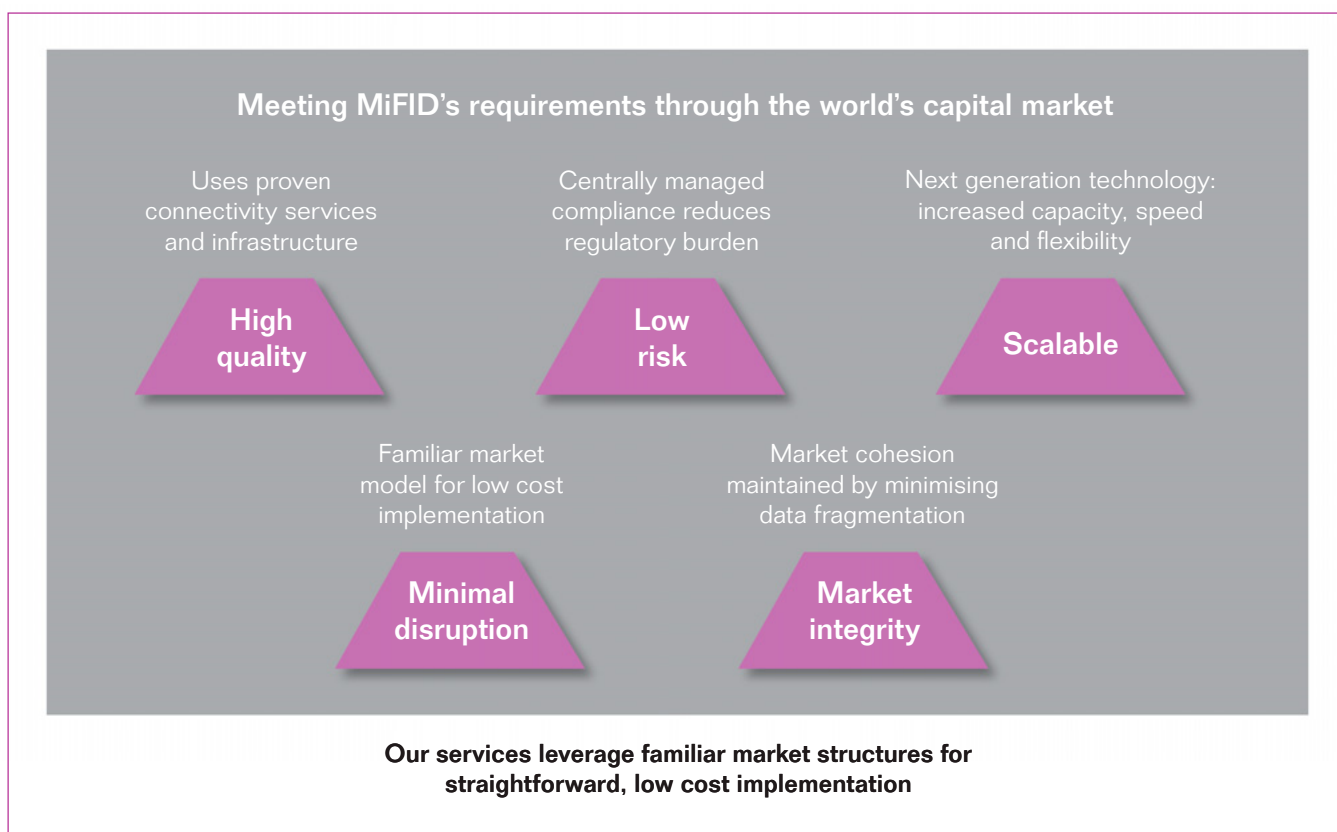 Meeting MiFID's requirements through the world's capital market
Uses proven
connectivity services
and infrastructure
High
quality
Centrally managed
compliance reduces
regulatory burden
Low
risk
Next generation technology:
increased capacity, speed
and flexibility
Scalable
Familiar market
model for low cost
implementation
Minimal
disruption
Market cohesion
maintained by minimising
data fragmentation
Market
integrity
Our services leverage familiar market structures for
straightforward, low cost implementation